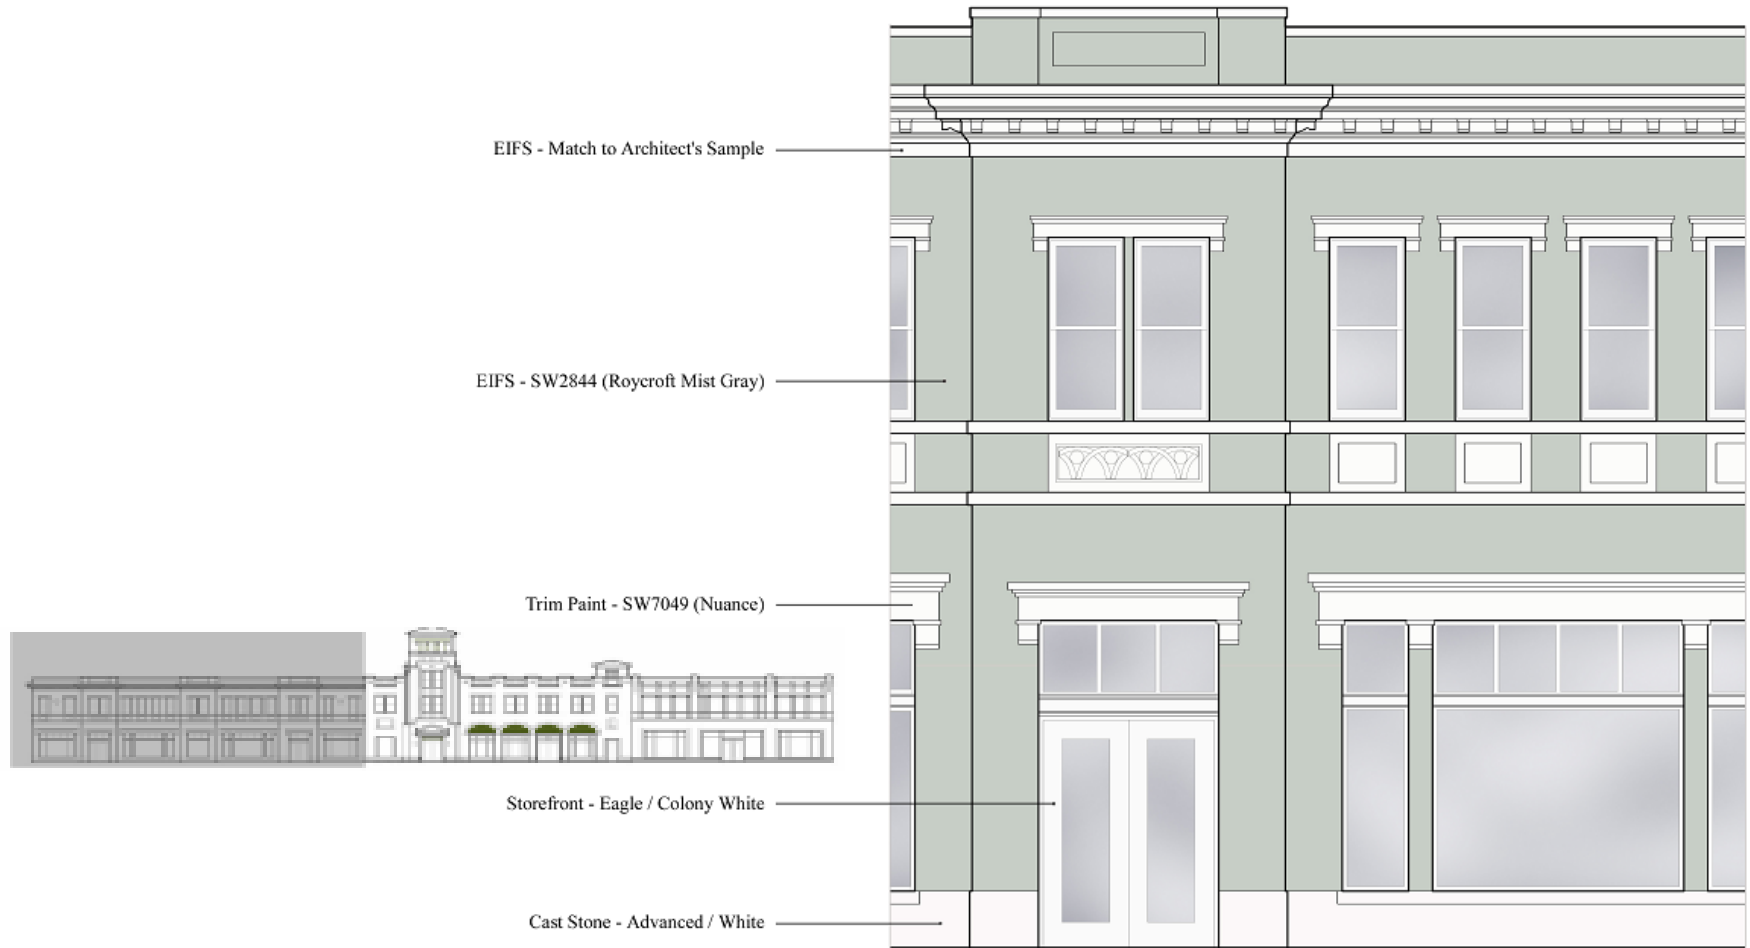 EIFS - Match to Architect's Sample
EIFS - SW2844 (Roycroft Mist Gray)
Trim Paint - SW7049 (Nuance)
Storefront - Eagle / Colony White
Cast Stone - Advanced / White